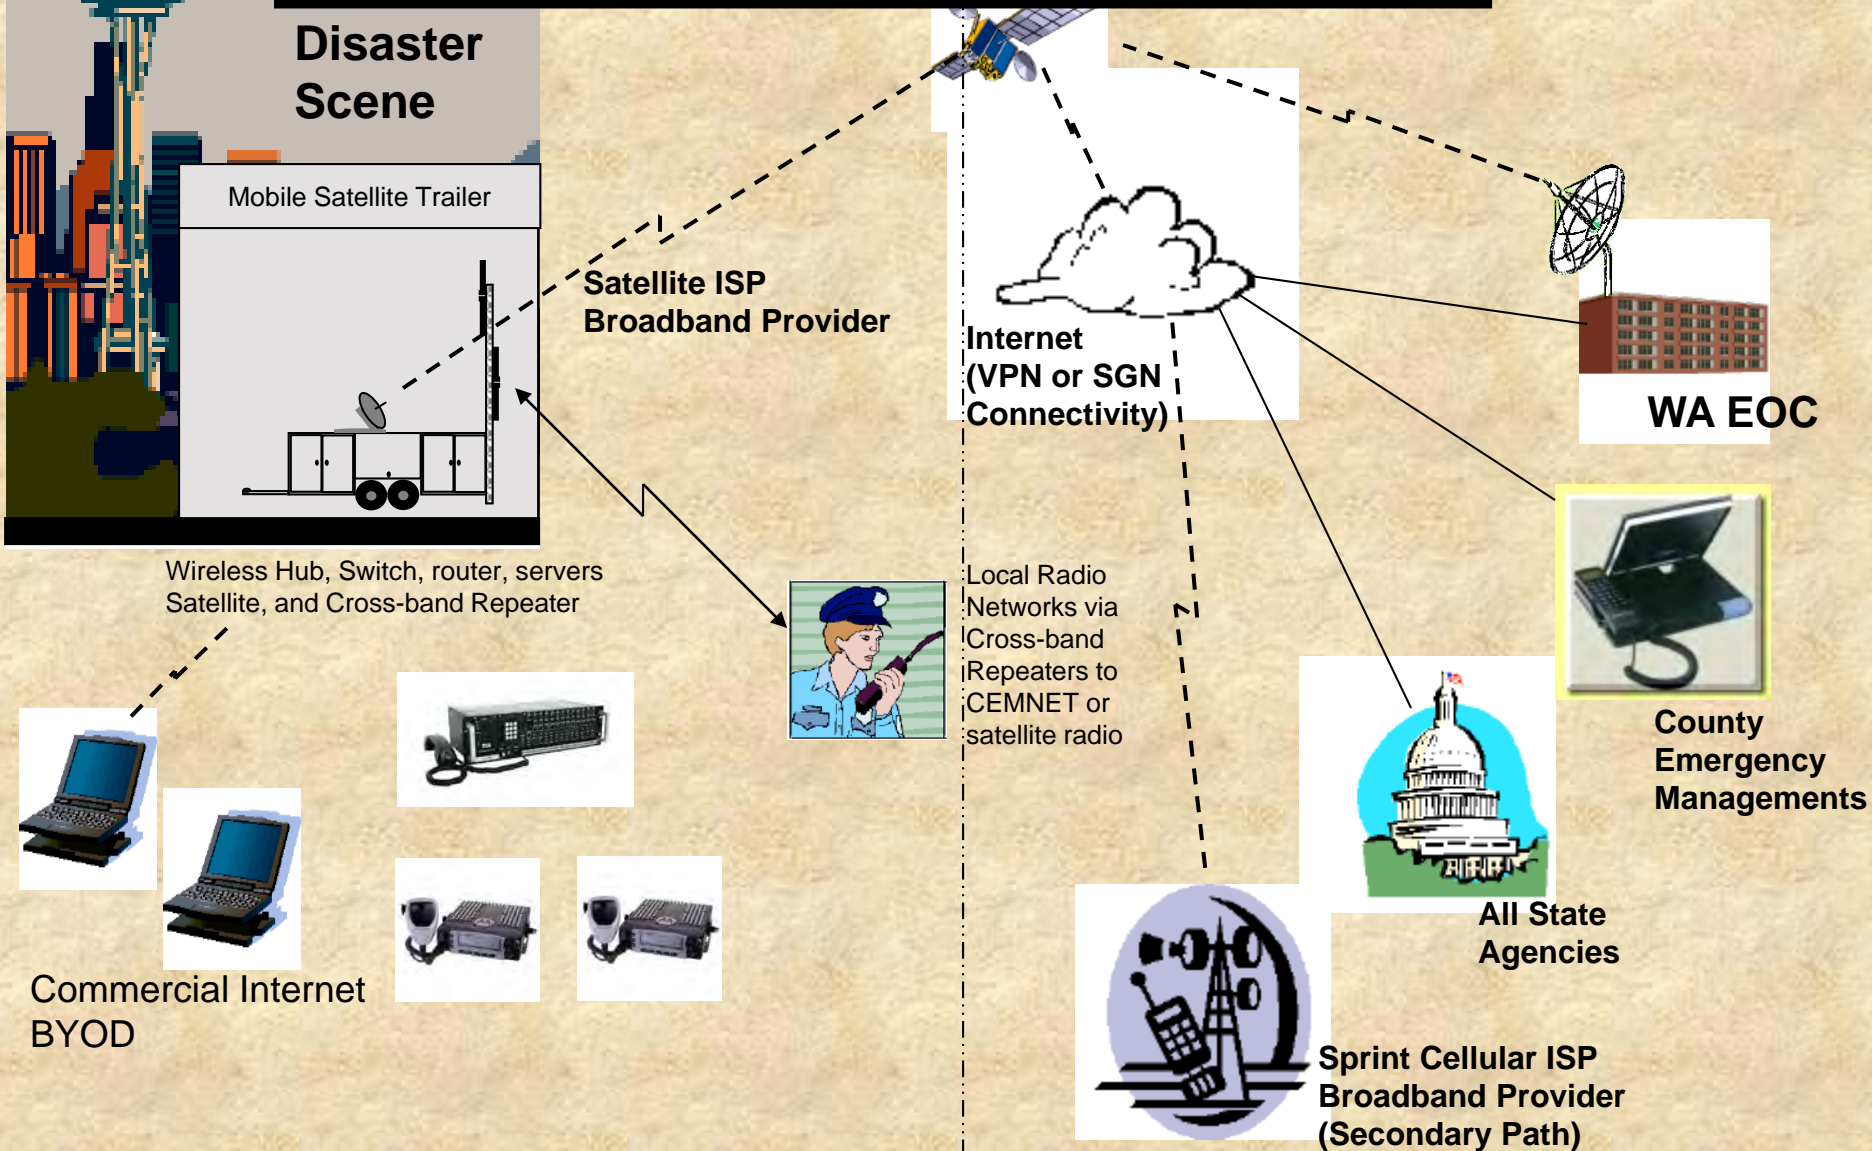 Disaster
Scene
Mobile Satellite Trailer
Satellite ISP
Broadband Provider
Internet
(VPN or SGN
Connectivity)
WA EOC
Wireless Hub, Switch, router, servers
Satellite, and Cross-band Repeater
Local Radio
Networks via
Cross-band
Repeaters to
CEMNET or
satellite radio
County
Emergency
Managements
All State
Agencies
Commercial Internet
BYOD
Sprint Cellular ISP
Broadband Provider
(Secondary Path)